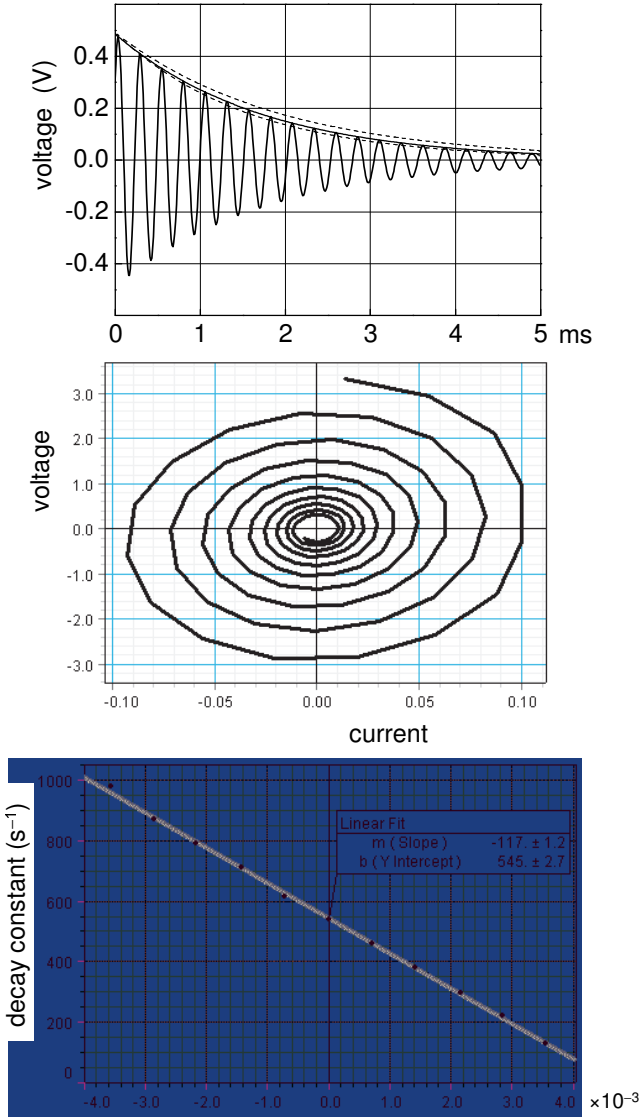 voltage (V)
0.4
0.2
0.0
-0.2
-0.4
0 1 2 3 4 5 ms
voltage
3.0
2.0
1.0
0.0
-1.0
-2.0
-3.0
-0.10 -0.05 0.00 0.05 0.10
current
decay constant (s⁻¹)
1000
800
600
400
200
0
Linear Fit
m ( Slope ) -117. ± 1.2
b ( Y Intercept ) 545. ± 2.7
-4.0 -3.0 -2.0 -1.0 0.0 1.0 2.0 3.0 4.0 ×10⁻³